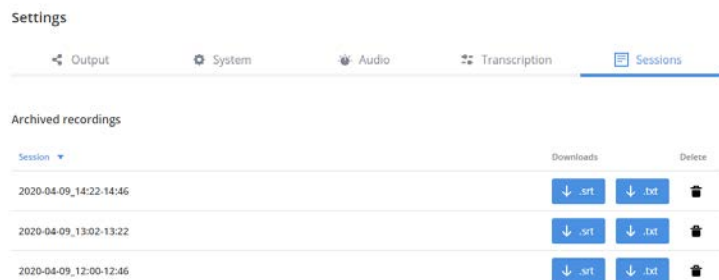 Settings
Output System Audio Transcription Sessions
Archived recordings
Session Downloads Delete
2020-04-09_14:22-14:46 .srt .txt
2020-04-09_13:02-13:22 .srt .txt
2020-04-09_12:00-12:46 .srt .txt